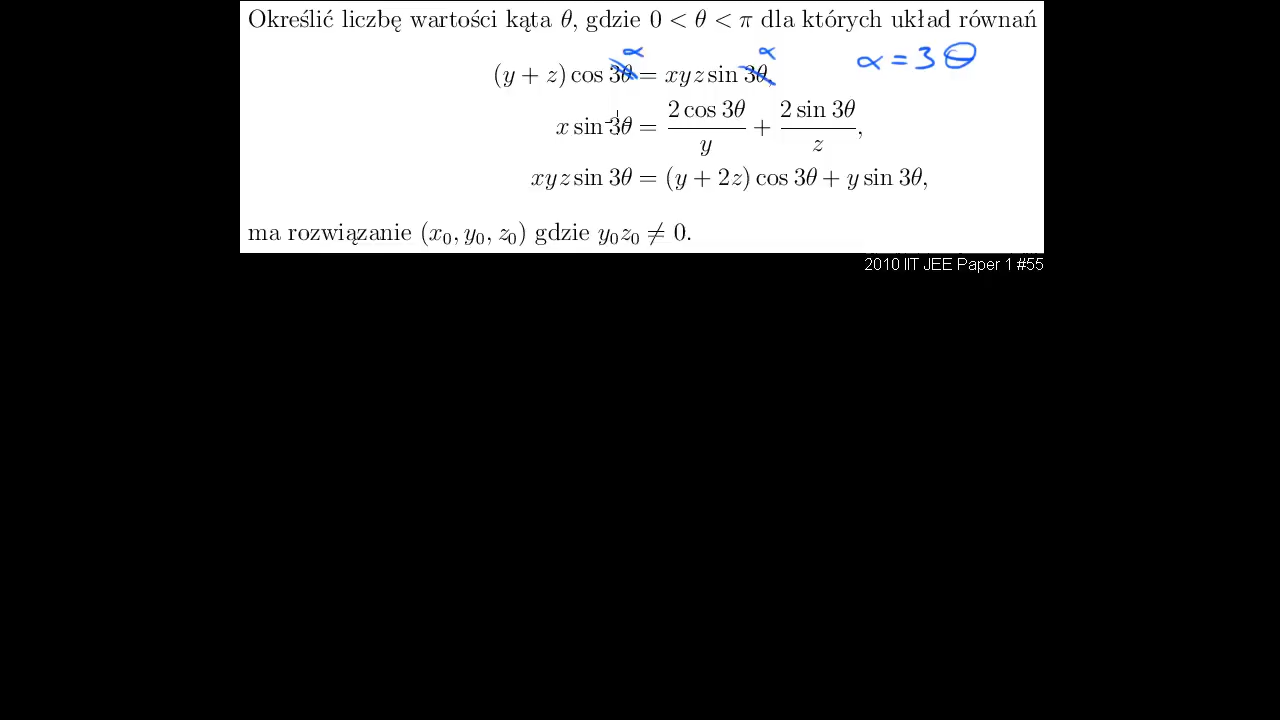 Określić liczbę wartości kąta θ, gdzie 0 < θ < π dla których układ równań
α α α = 3 θ
(y + z) cos 3θ = xyz sin 3θ,
x sin 3θ = 2 cos 3θ / y + 2 sin 3θ / z,
xyz sin 3θ = (y + 2z) cos 3θ + y sin 3θ,
ma rozwiązanie (x₀, y₀, z₀) gdzie y₀z₀ ≠ 0.
2010 IIT JEE Paper 1 #55